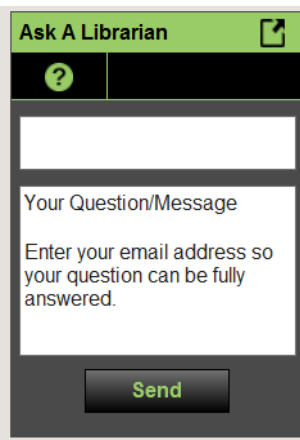 Ask A Librarian
?
Your Question/Message
Enter your email address so
your question can be fully
answered.
Send